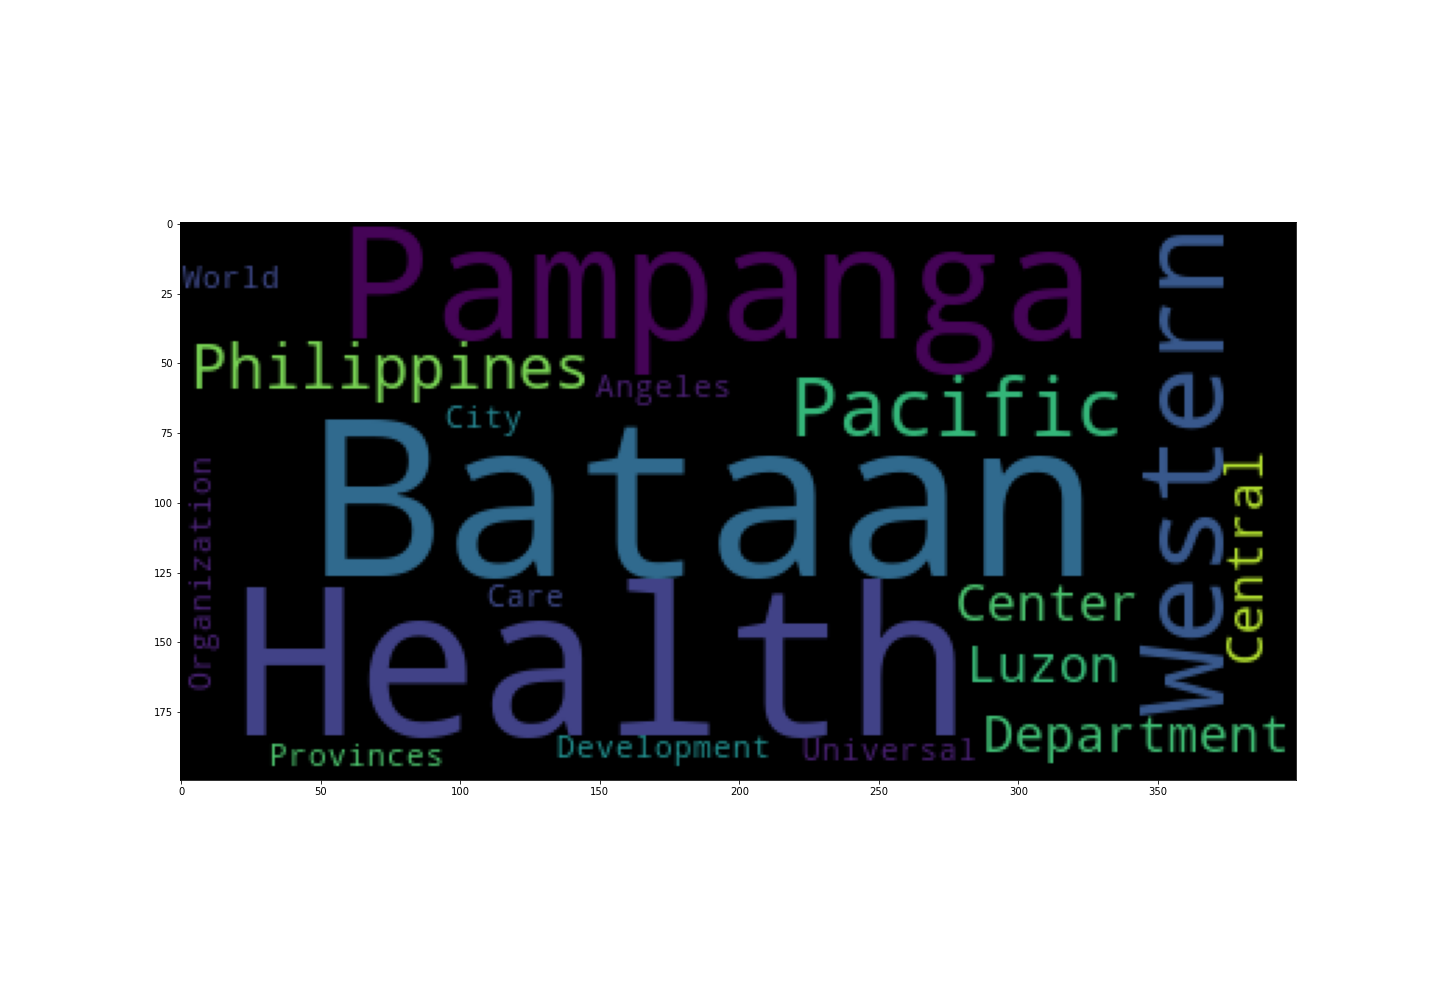 Pampanga
World
Western
Philippines
Angeles
Pacific
City
Bataan
Central
Organization
Health
Care
Center
Luzon
Department
Provinces
Development
Universal
0
25
50
75
100
125
150
175
0
50
100
150
200
250
300
350